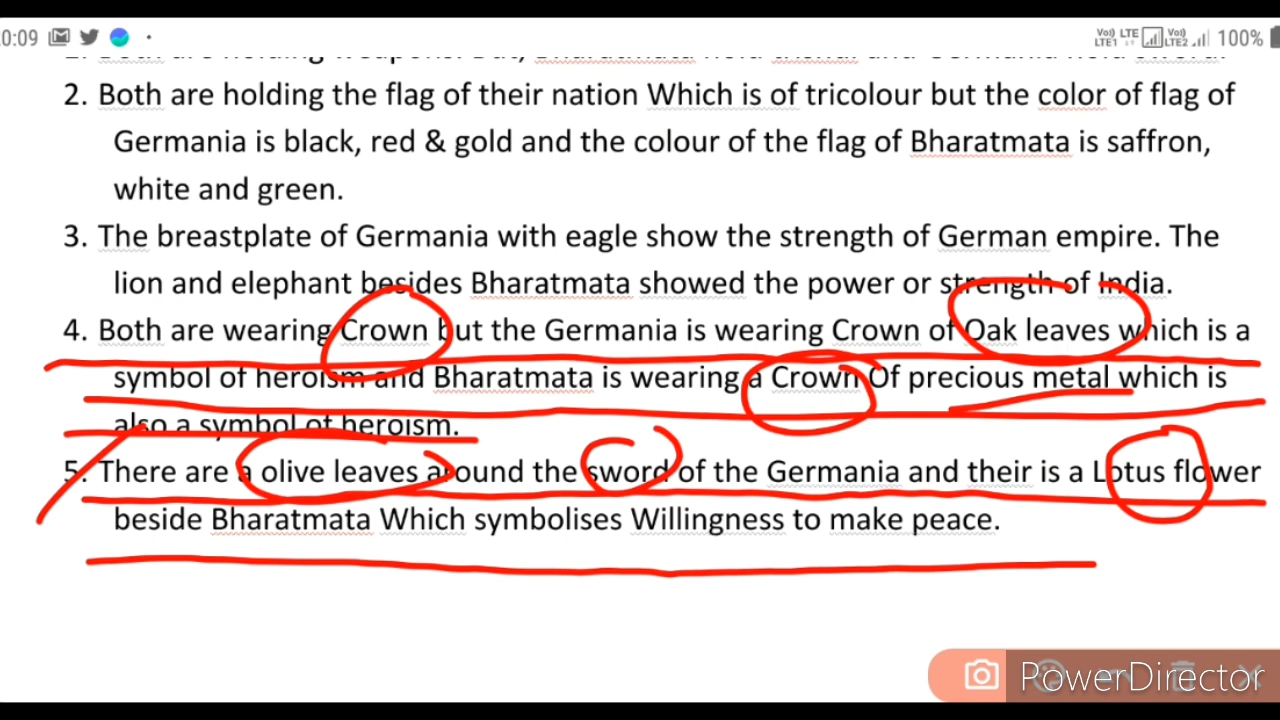 0:09 LTE1 LTE LTE2 100%
2. Both are holding the flag of their nation Which is of tricolour but the color of flag of
Germania is black, red & gold and the colour of the flag of Bharatmata is saffron,
white and green.
3. The breastplate of Germania with eagle show the strength of German empire. The
lion and elephant besides Bharatmata showed the power or strength of India.
4. Both are wearing Crown but the Germania is wearing Crown of Oak leaves which is a
symbol of heroism and Bharatmata is wearing a Crown Of precious metal which is
also a symbol of heroism.
5. There are a olive leaves around the sword of the Germania and their is a Lotus flower
beside Bharatmata Which symbolises Willingness to make peace.
PowerDirector